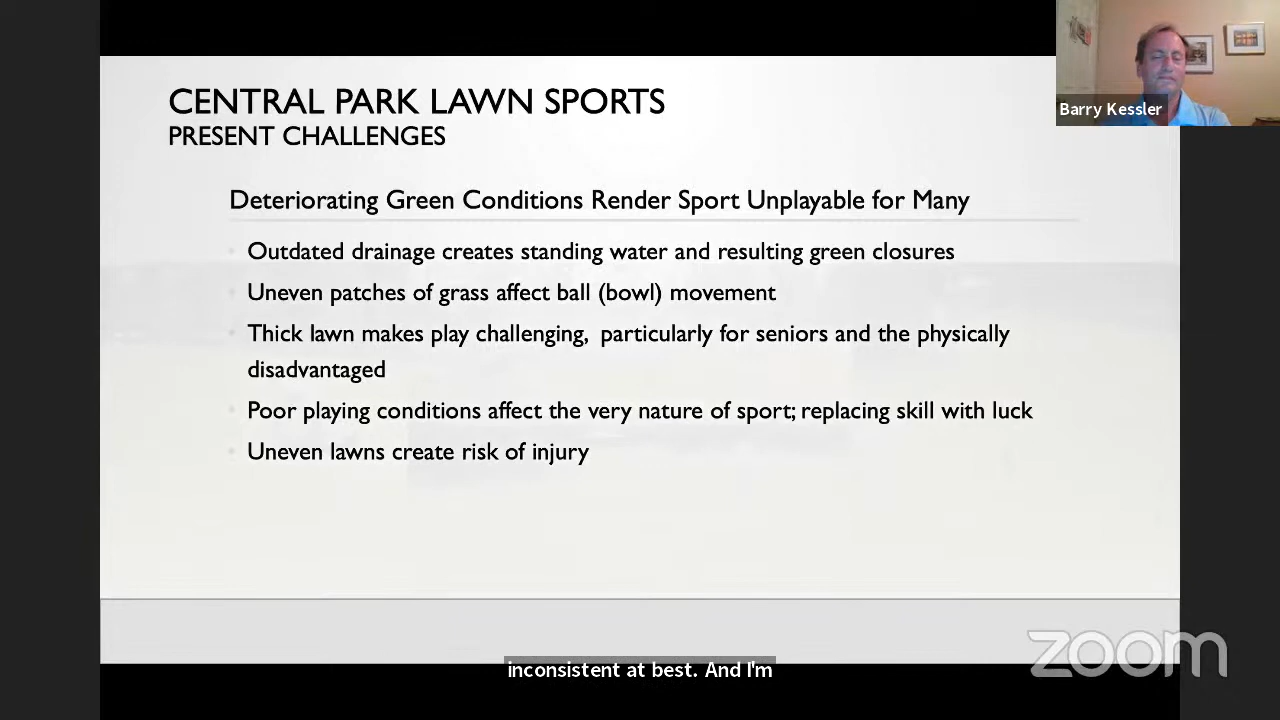 CENTRAL PARK LAWN SPORTS
PRESENT CHALLENGES
Barry Kessler
Deteriorating Green Conditions Render Sport Unplayable for Many
Outdated drainage creates standing water and resulting green closures
Uneven patches of grass affect ball (bowl) movement
Thick lawn makes play challenging, particularly for seniors and the physically
disadvantaged
Poor playing conditions affect the very nature of sport; replacing skill with luck
Uneven lawns create risk of injury
zoom
inconsistent at best. And I'm